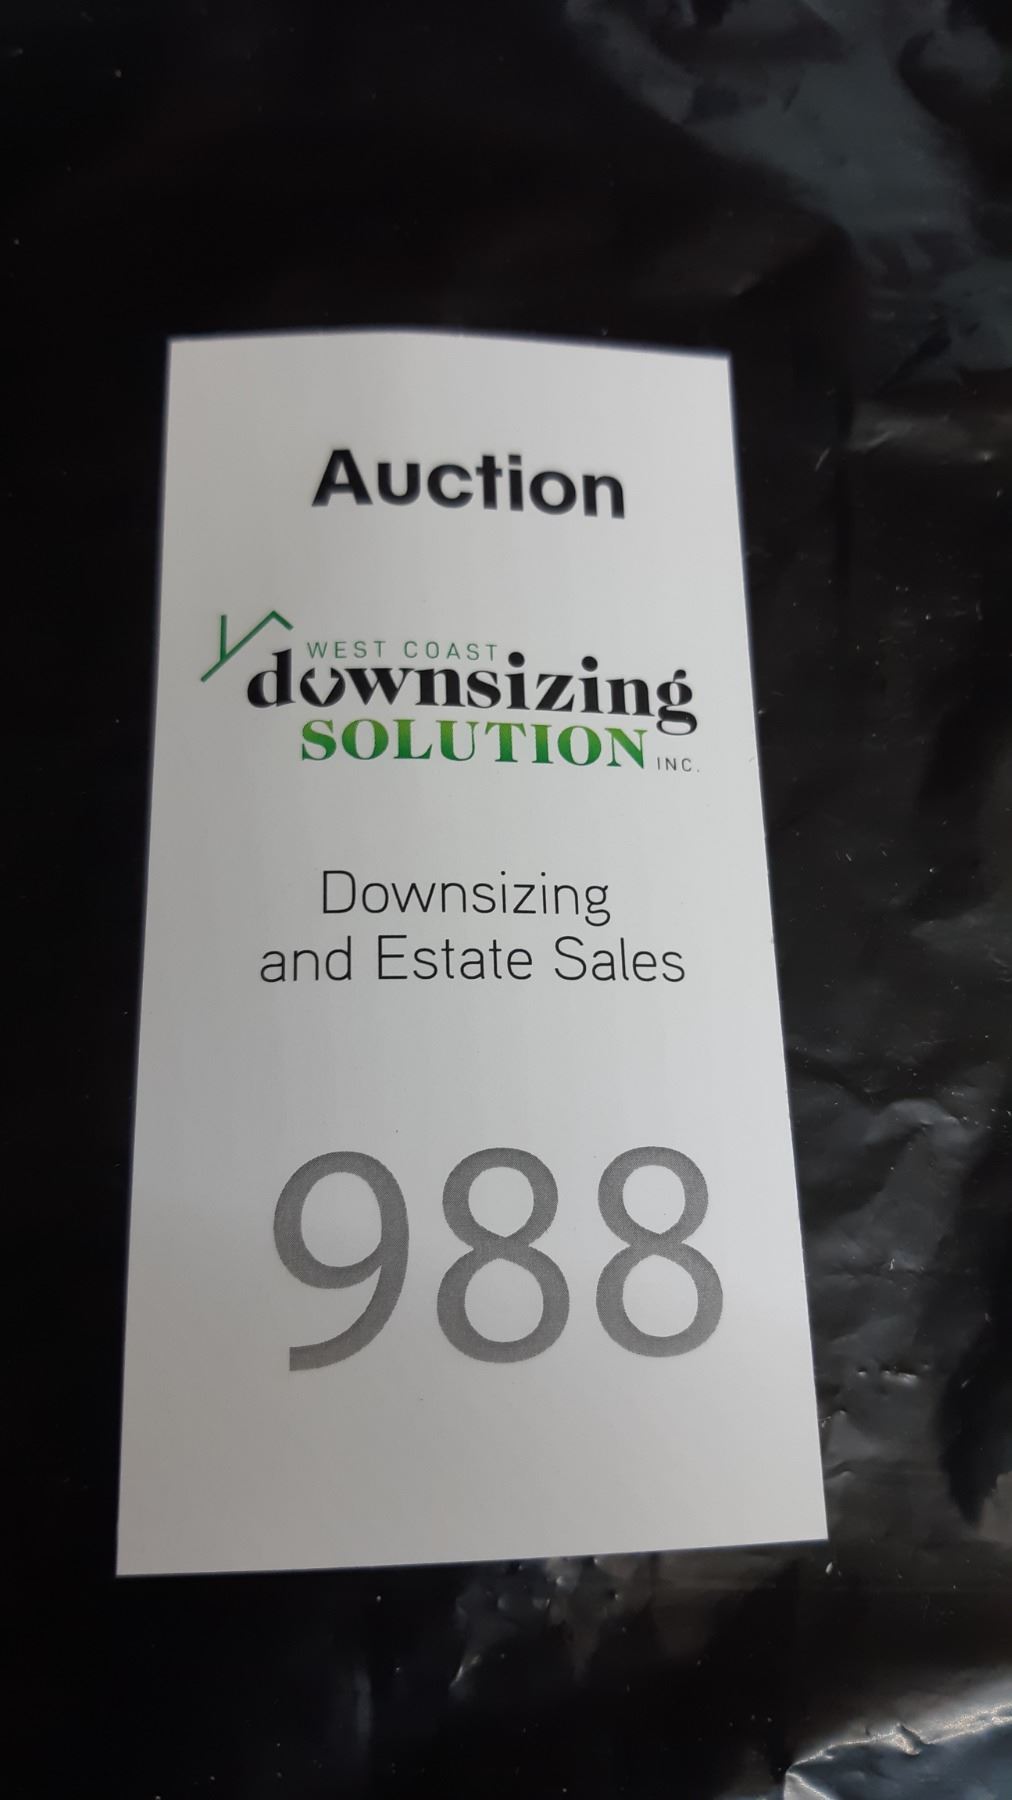 Auction
WEST COAST
downsizing
SOLUTION INC.
Downsizing
and Estate Sales
988